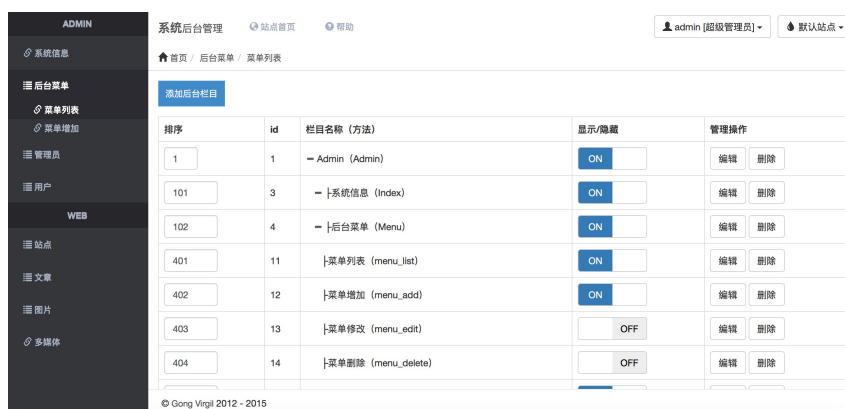 ADMIN
系统信息
后台菜单
菜单列表
菜单增加
管理员
用户
WEB
站点
文章
图片
多媒体
系统后台管理 站点首页 帮助 admin [超级管理员] 默认站点
首页 / 后台菜单 / 菜单列表
添加后台栏目
排序 id 栏目名称（方法） 显示/隐藏 管理操作
1 1 Admin（Admin） ON 编辑 删除
101 3 ├系统信息（Index） ON 编辑 删除
102 4 ├后台菜单（Menu） ON 编辑 删除
401 11 ├菜单列表（menu_list） ON 编辑 删除
402 12 ├菜单增加（menu_add） ON 编辑 删除
403 13 ├菜单修改（menu_edit） OFF 编辑 删除
404 14 ├菜单删除（menu_delete） OFF 编辑 删除
© Gong Virgil 2012 - 2015